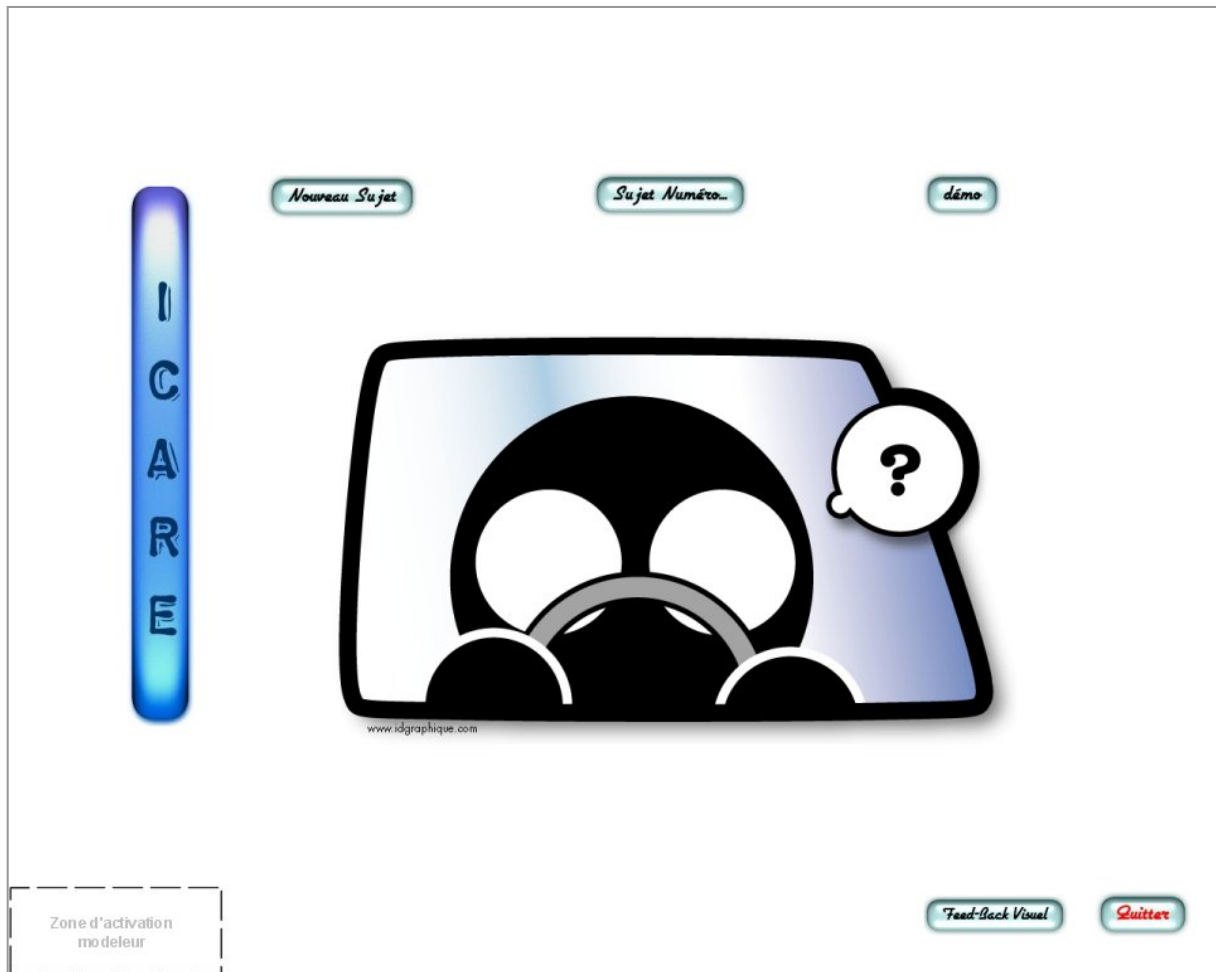 Nouveau Sujet
Sujet Numéro...
démo
ICARE
?
www.idgraphique.com
Zone d'activation
modeleur
Feed-Back Visuel
Quitter